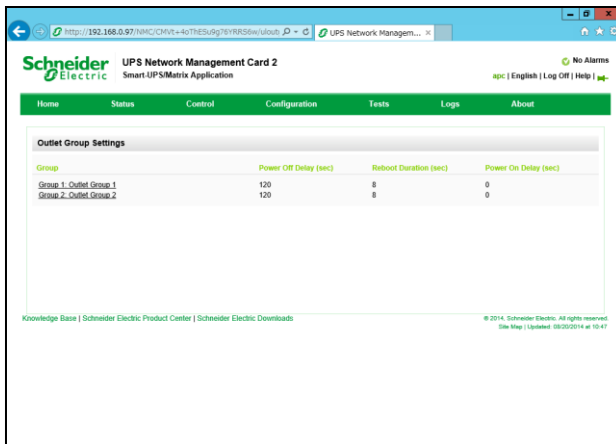 http://192.168.0.97/NMC/CMVt+4oThESu9g76YRRS6w/ulouts
UPS Network Managem...
Schneider Electric
UPS Network Management Card 2
Smart-UPS/Matrix Application
No Alarms
apc | English | Log Off | Help |
Home Status Control Configuration Tests Logs About
Outlet Group Settings
Group Power Off Delay (sec) Reboot Duration (sec) Power On Delay (sec)
Group 1: Outlet Group 1 120 8 0
Group 2: Outlet Group 2 120 8 0
Knowledge Base | Schneider Electric Product Center | Schneider Electric Downloads
© 2014, Schneider Electric. All rights reserved.
Site Map | Updated: 08/20/2014 at 10:47